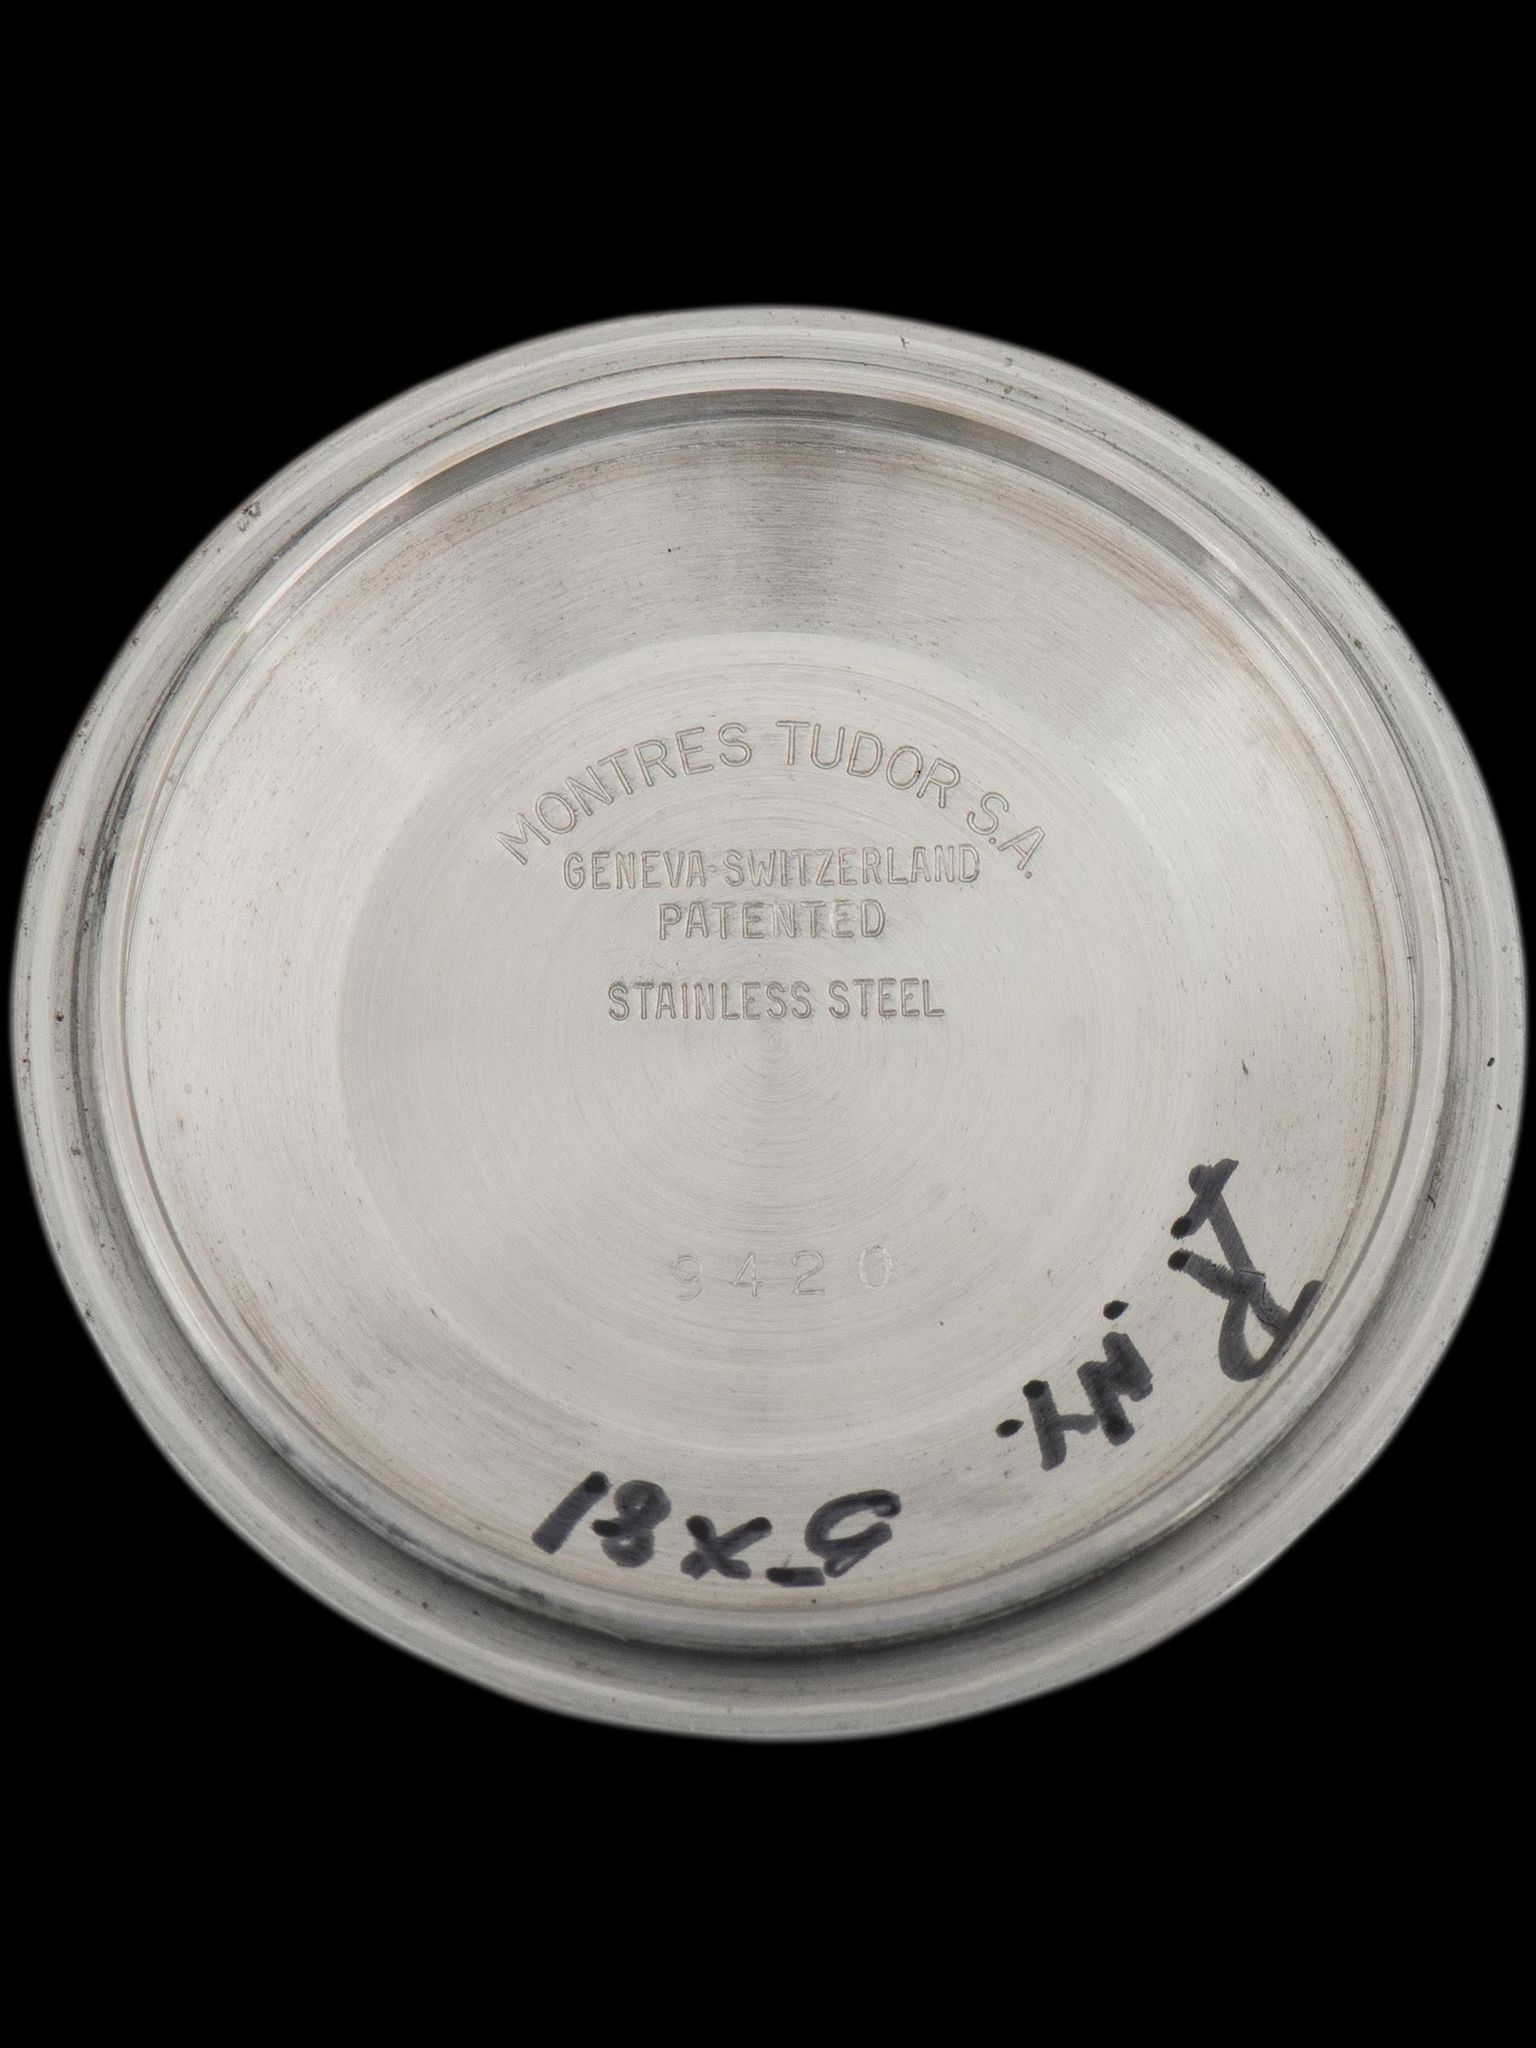 MONTRES TUDOR S.A.
GENEVA·SWITZERLAND
PATENTED
STAINLESS STEEL
9420